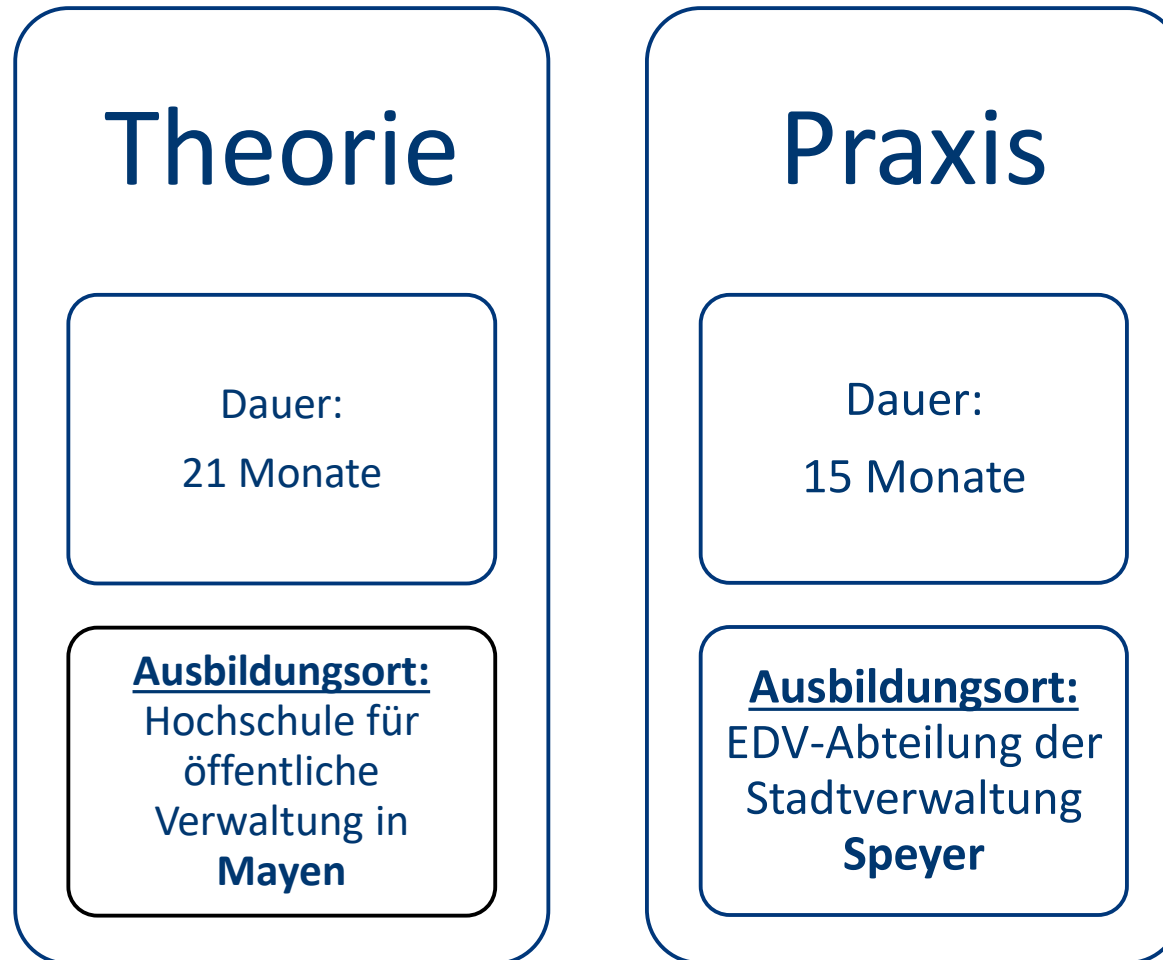 Theorie
Dauer:
21 Monate
Ausbildungsort:
Hochschule für
öffentliche
Verwaltung in
Mayen
Praxis
Dauer:
15 Monate
Ausbildungsort:
EDV-Abteilung der
Stadtverwaltung
Speyer